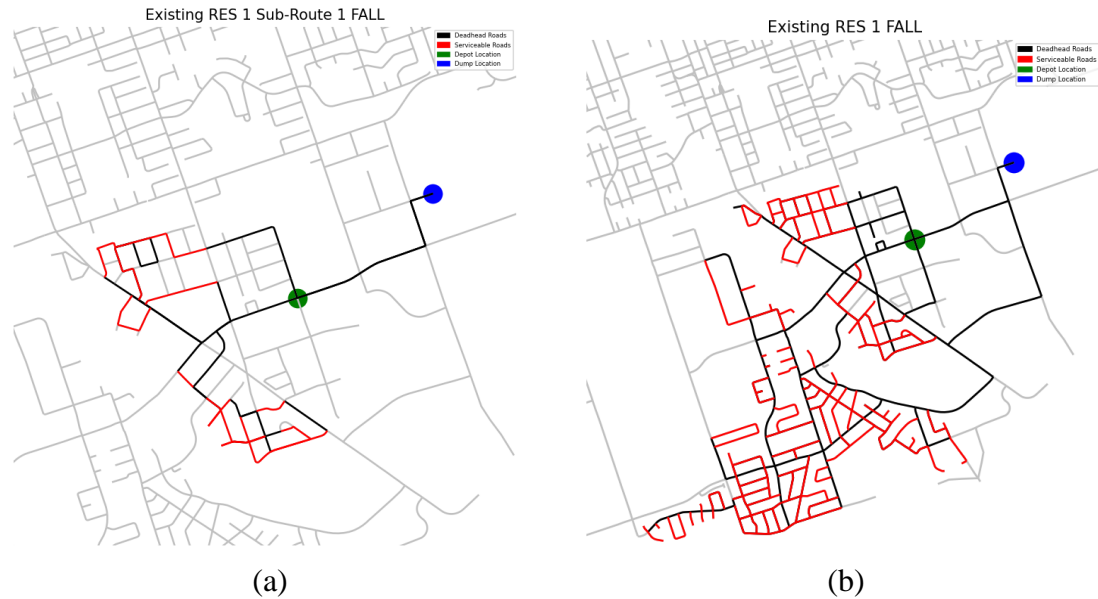 Existing RES 1 Sub-Route 1 FALL
Deadhead Roads
Serviceable Roads
Depot Location
Dump Location
(a)
Existing RES 1 FALL
Deadhead Roads
Serviceable Roads
Depot Location
Dump Location
(b)